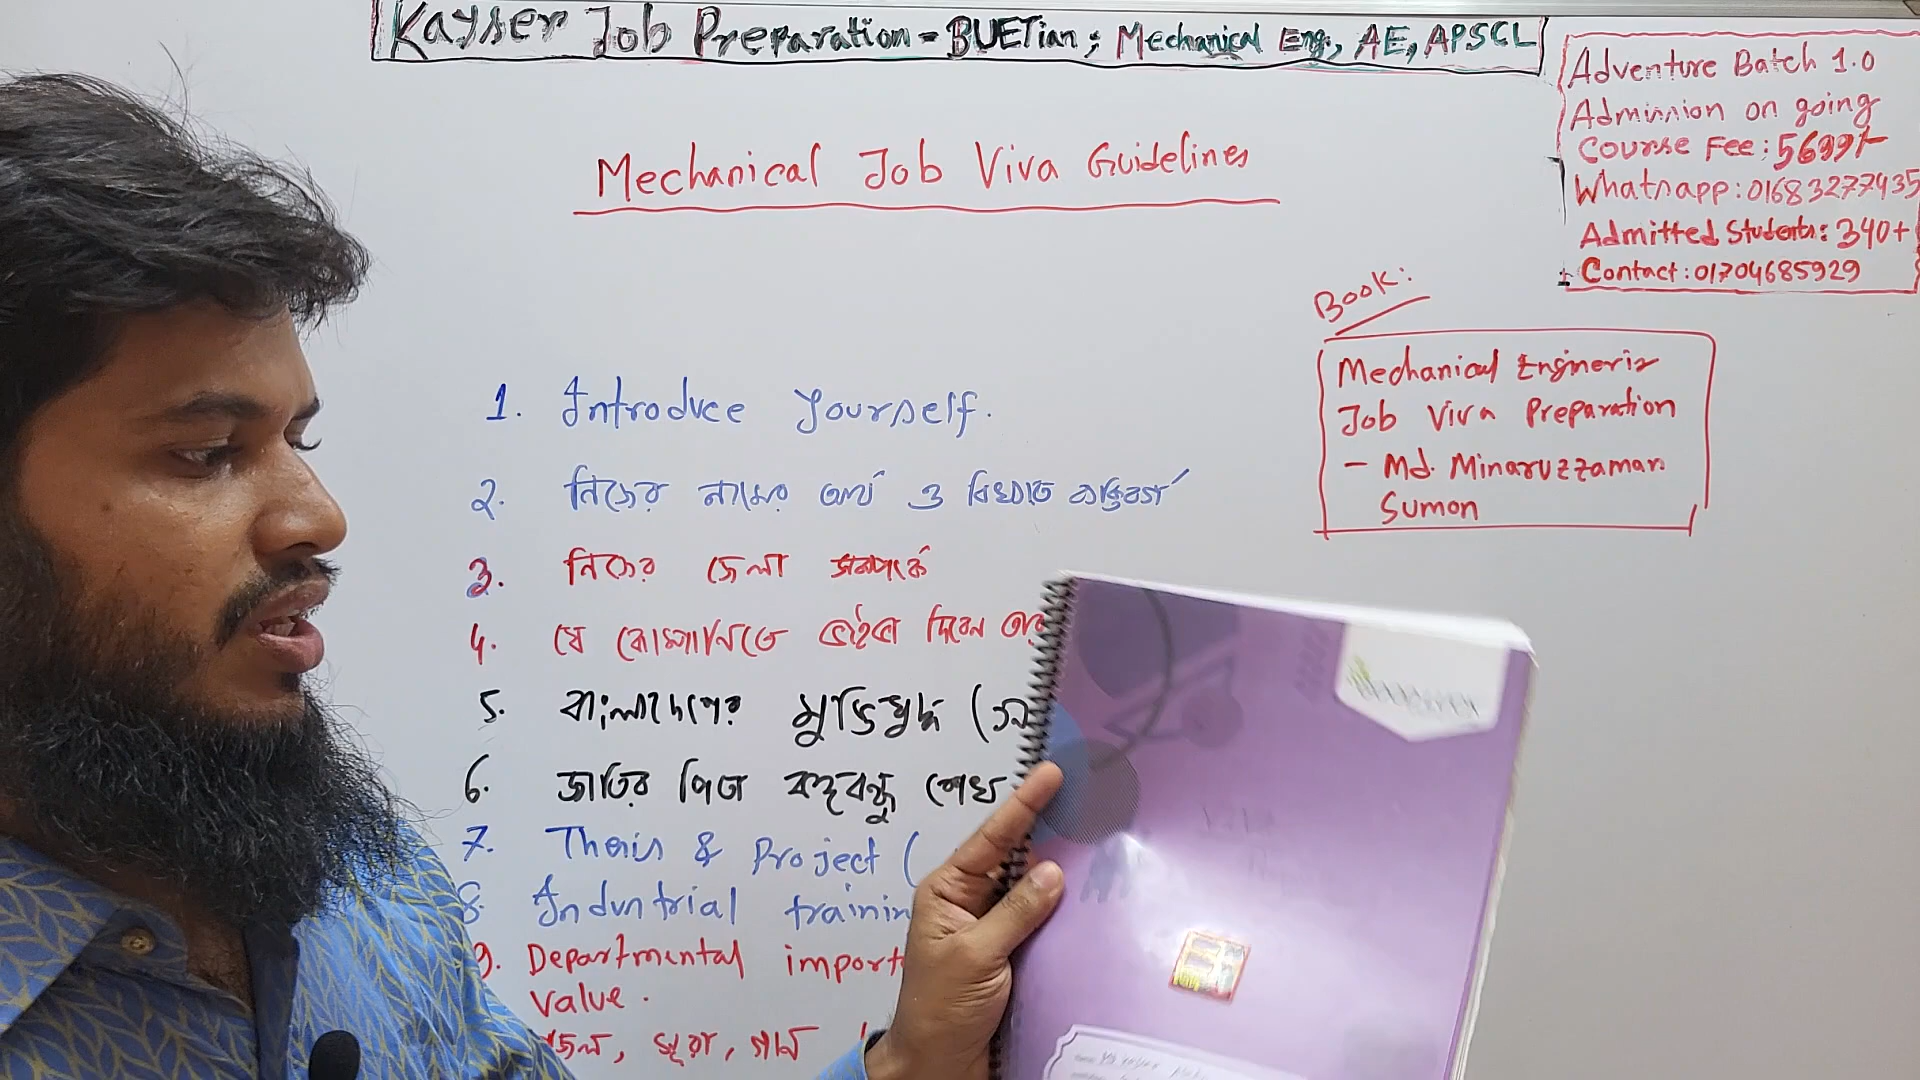 Kayser Job Preparation - BUETian; Mechanical Eng., AE, APSCL
Adventure Batch 1.0
Admission on going
Course Fee: 5699/-
Whatsapp: 01683277435
Admitted Students: 340+
Contact: 01704685929
Mechanical Job Viva Guidelines
Book:
Mechanical
Job Viva Preparation
- Md. Minaruzzaman
Sumon
1. Introduce Yourself.
2. নিজের নামের অর্থ ও বিখ্যাত ব্যক্তিবর্গ
3. নিজের জেলা সম্পর্কে
4. যে কোম্পানিতে ভাইভা দিবেন তার
5. বাংলাদেশের মুক্তিযুদ্ধ (
6. জাতির পিতা বঙ্গবন্ধু শেখ
7. Thesis & Project (
8. Industrial trainin
9. Departmental import
value.
গজল, সূরা, গান